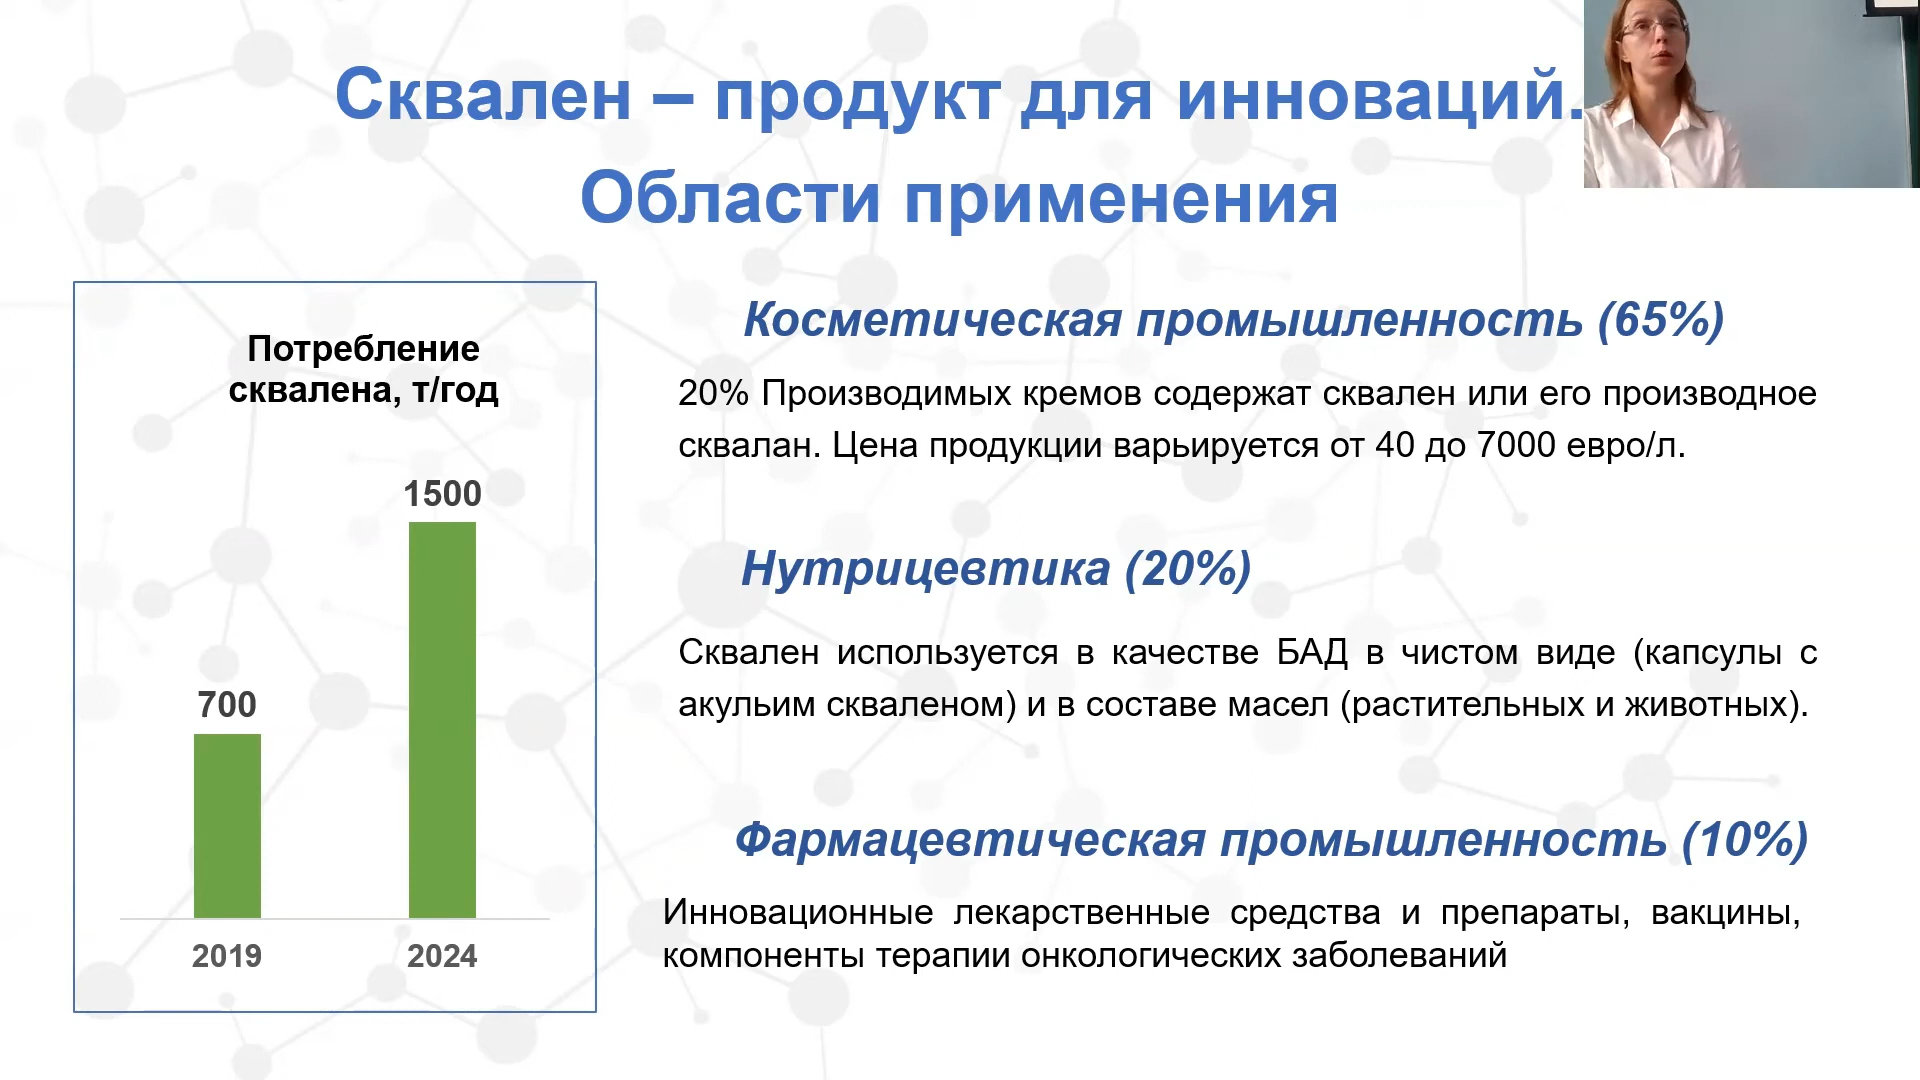 Сквален – продукт для инноваций.
Области применения
Потребление
сквалена, т/год
1500
700
2019
2024
Косметическая промышленность (65%)
20% Производимых кремов содержат сквален или его производное
сквалан. Цена продукции варьируется от 40 до 7000 евро/л.
Нутрицевтика (20%)
Сквален используется в качестве БАД в чистом виде (капсулы с
акульим скваленом) и в составе масел (растительных и животных).
Фармацевтическая промышленность (10%)
Инновационные лекарственные средства и препараты, вакцины,
компоненты терапии онкологических заболеваний